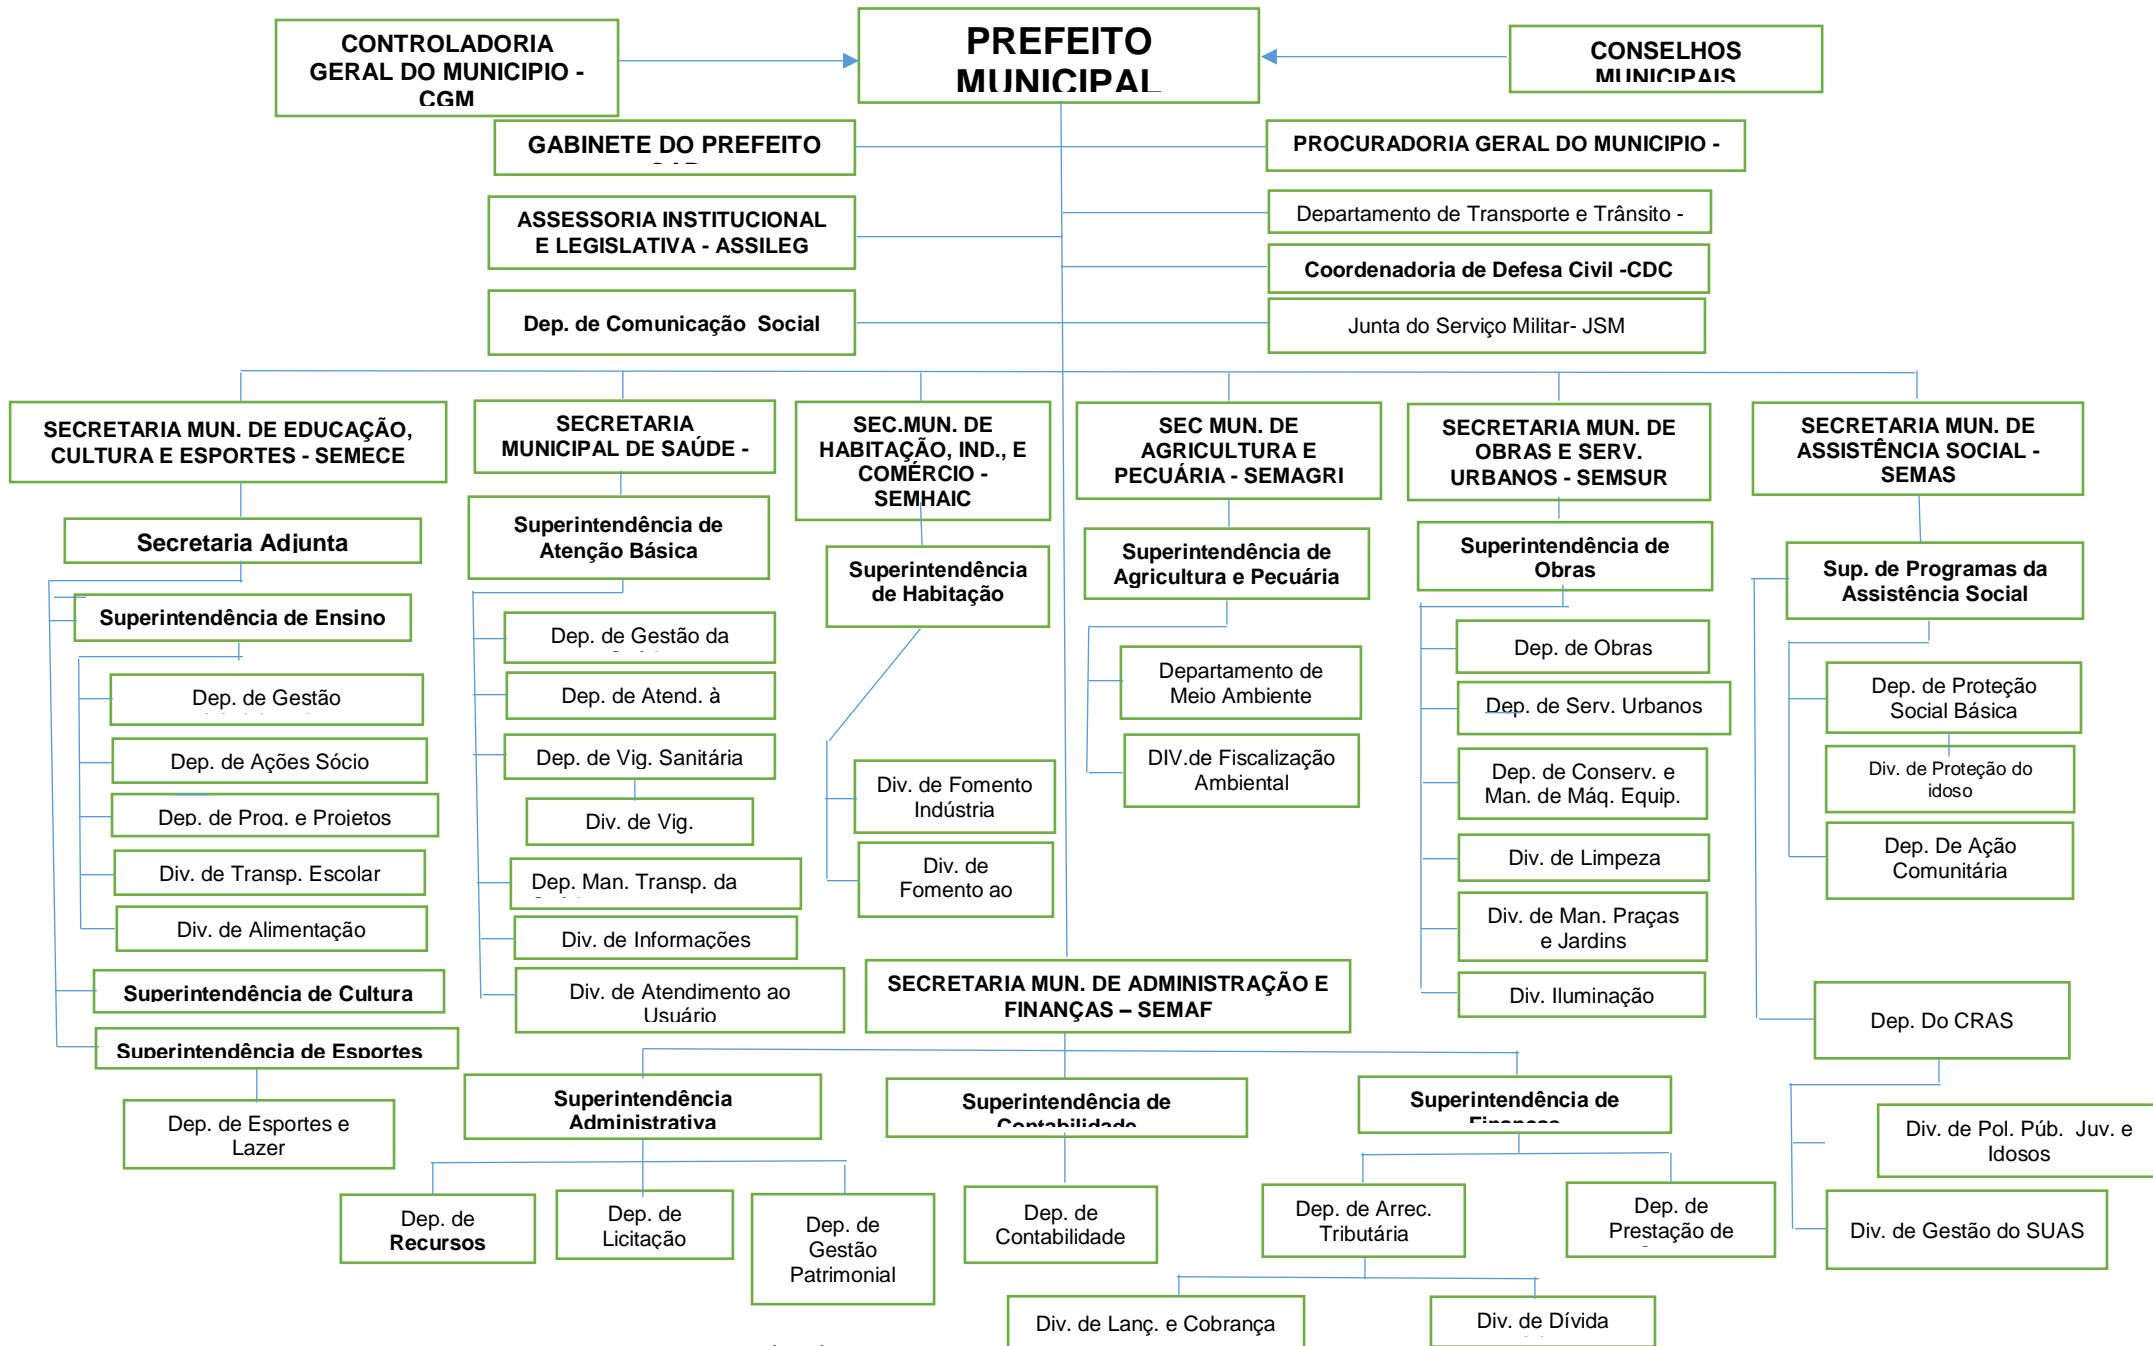 CONTROLADORIA
GERAL DO MUNICIPIO -
CGM
PREFEITO
MUNICIPAL
CONSELHOS
MUNICIPAIS
GABINETE DO PREFEITO
PROCURADORIA GERAL DO MUNICIPIO -
ASSESSORIA INSTITUCIONAL
E LEGISLATIVA - ASSILEG
Departamento de Transporte e Trânsito -
Coordenadoria de Defesa Civil -CDC
Dep. de Comunicação Social
Junta do Serviço Militar- JSM
SECRETARIA MUN. DE EDUCAÇÃO,
CULTURA E ESPORTES - SEMECE
SECRETARIA
MUNICIPAL DE SAÚDE -
SEC.MUN. DE
HABITAÇÃO, IND., E
COMÉRCIO -
SEMHAIC
SEC MUN. DE
AGRICULTURA E
PECUÁRIA - SEMAGRI
SECRETARIA MUN. DE
OBRAS E SERV.
URBANOS - SEMSUR
SECRETARIA MUN. DE
ASSISTÊNCIA SOCIAL -
SEMAS
Secretaria Adjunta
Superintendência de Ensino
Dep. de Gestão
Dep. de Ações Sócio
Dep. de Prog. e Projetos
Div. de Transp. Escolar
Div. de Alimentação
Superintendência de Cultura
Superintendência de Esportes
Dep. de Esportes e
Lazer
Superintendência de
Atenção Básica
Dep. de Gestão da
Dep. de Atend. à
Dep. de Vig. Sanitária
Div. de Vig.
Dep. Man. Transp. da
Div. de Informações
Div. de Atendimento ao
Usuário
Superintendência
de Habitação
Div. de Fomento
Indústria
Div. de
Fomento ao
Superintendência de
Agricultura e Pecuária
Departamento de
Meio Ambiente
DIV.de Fiscalização
Ambiental
Superintendência de
Obras
Dep. de Obras
Dep. de Serv. Urbanos
Dep. de Conserv. e
Man. de Máq. Equip.
Div. de Limpeza
Div. de Man. Praças
e Jardins
Div. Iluminação
Sup. de Programas da
Assistência Social
Dep. de Proteção
Social Básica
Div. de Proteção do
idoso
Dep. De Ação
Comunitária
Dep. Do CRAS
Div. de Pol. Púb. Juv. e
Idosos
Div. de Gestão do SUAS
SECRETARIA MUN. DE ADMINISTRAÇÃO E
FINANÇAS – SEMAF
Superintendência
Administrativa
Superintendência de
Contabilidade
Superintendência de
Finanças
Dep. de
Recursos
Dep. de
Licitação
Dep. de
Gestão
Patrimonial
Dep. de
Contabilidade
Dep. de Arrec.
Tributária
Dep. de
Prestação de
Div. de Lanç. e Cobrança
Div. de Dívida